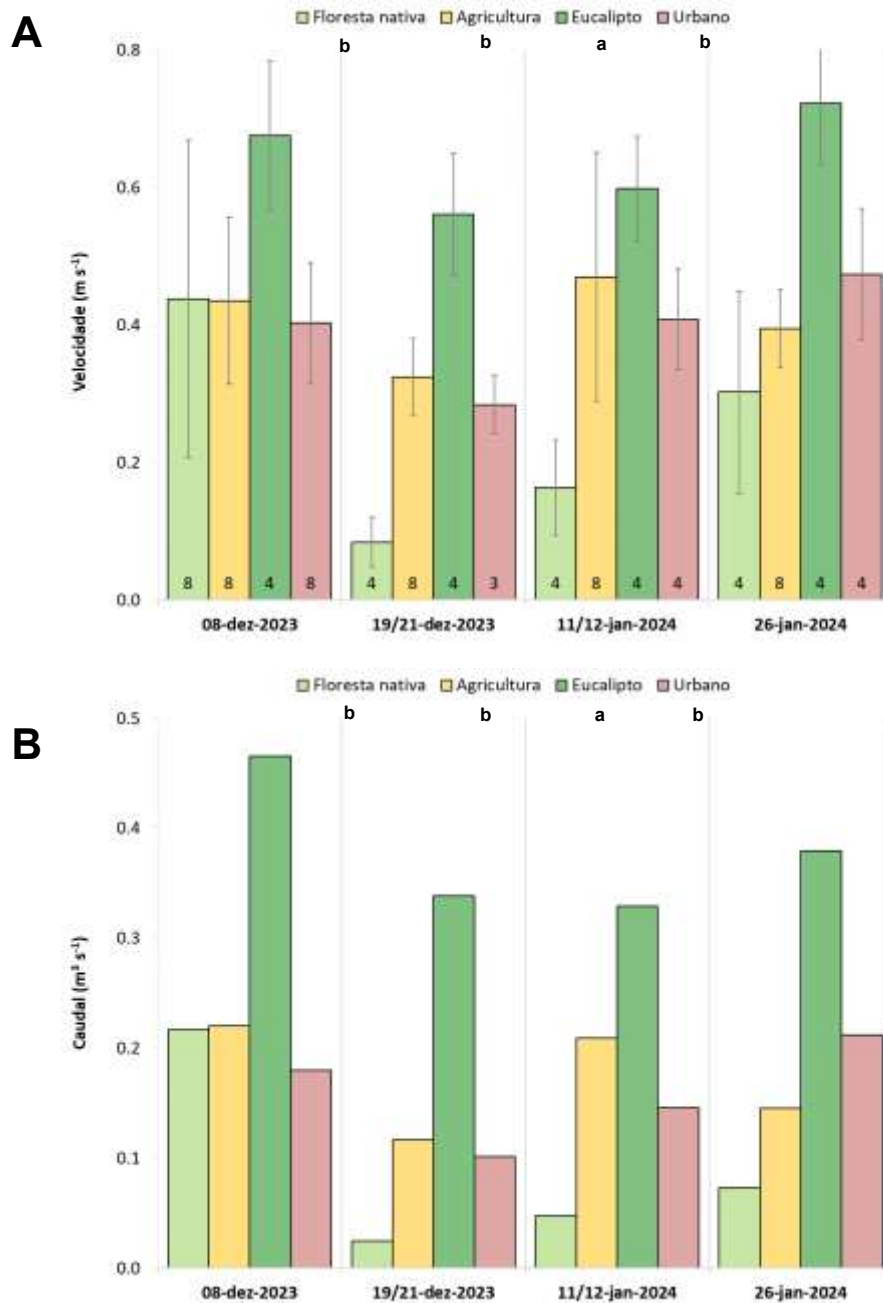 A
Floresta nativa Agricultura Eucalipto Urbano
b b a b
0.8
0.6
0.4
0.2
0.0
Velocidade (m s⁻¹)
8 8 4 8 4 8 4 3 4 8 4 4 4 8 4 4
08-dez-2023 19/21-dez-2023 11/12-jan-2024 26-jan-2024
B
Floresta nativa Agricultura Eucalipto Urbano
b b a b
0.5
0.4
0.3
0.2
0.1
0.0
Caudal (m³ s⁻¹)
08-dez-2023 19/21-dez-2023 11/12-jan-2024 26-jan-2024